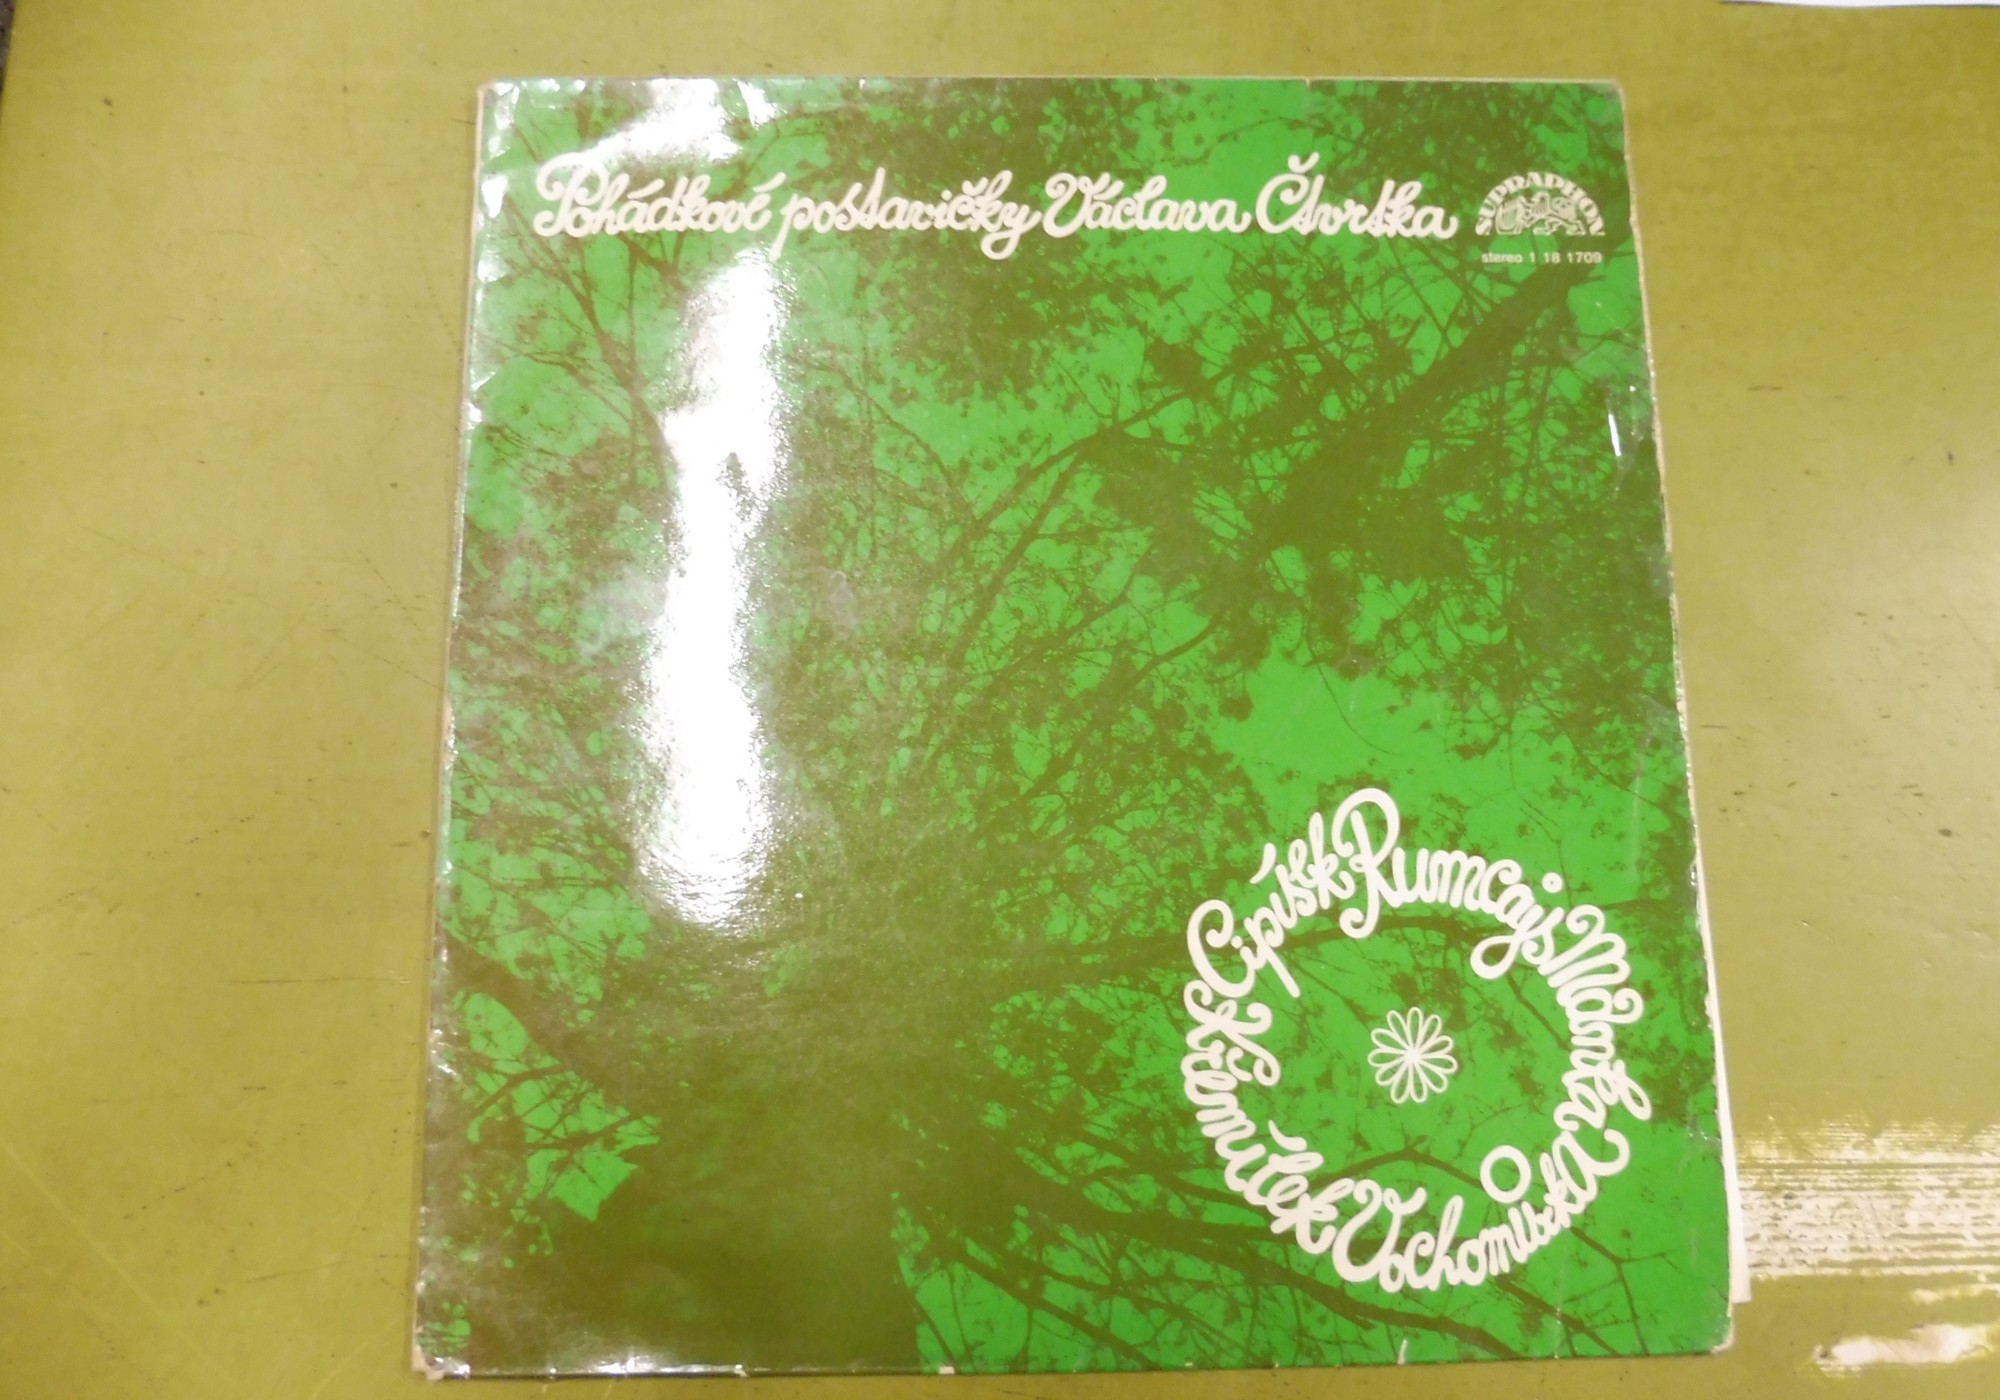 Pohádkové postavičky Václava Čtvrtka
SUPRAPHON
stereo 1 18 1709
Cipísek Rumcajs Manka Vochomůrka Křemílek